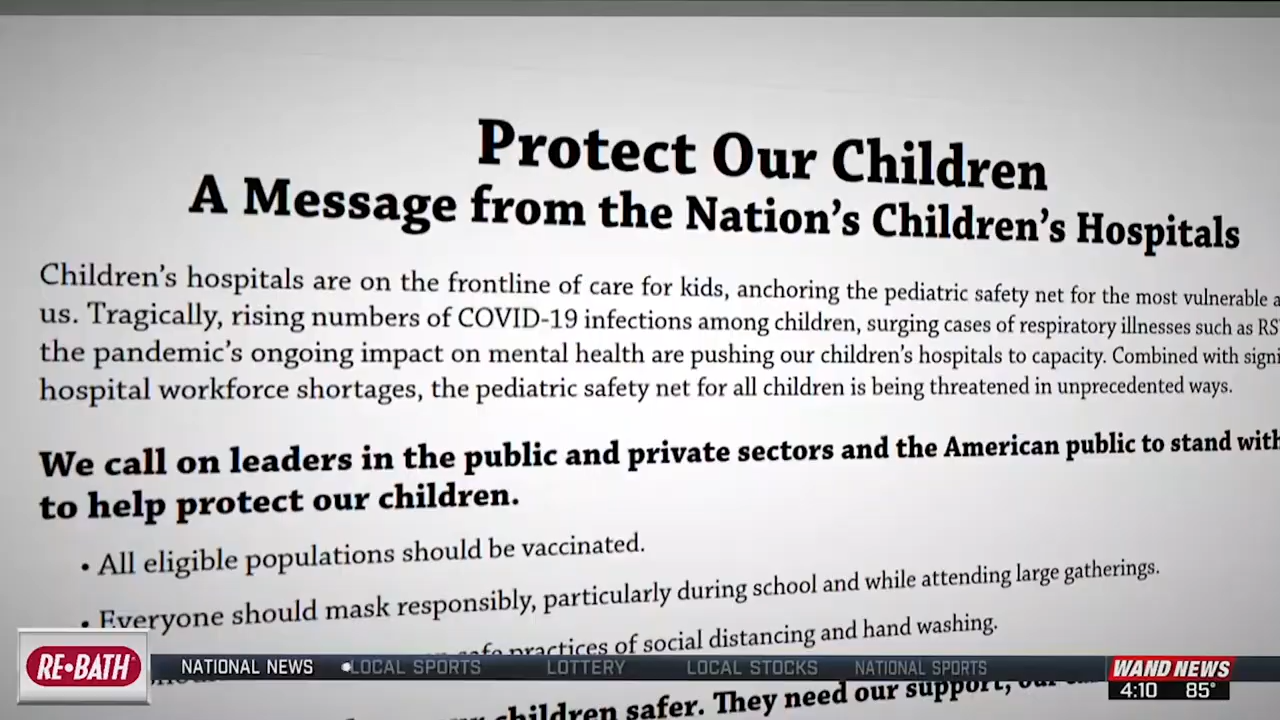 Protect Our Children
A Message from the Nation's Children's Hospitals
Children's hospitals are on the frontline of care for kids, anchoring the pediatric safety net for the most vulnerable
us. Tragically, rising numbers of COVID-19 infections among children, surging cases of respiratory illnesses such as
the pandemic's ongoing impact on mental health are pushing our children's hospitals to capacity. Combined with
hospital workforce shortages, the pediatric safety net for all children is being threatened in unprecedented ways.
We call on leaders in the public and private sectors and the American public to stand with
to help protect our children.
• All eligible populations should be vaccinated.
• Everyone should mask responsibly, particularly during school and while attending large gatherings.
practices of social distancing and hand washing.
children safer. They need our support,
RE•BATH
NATIONAL NEWS LOCAL SPORTS LOTTERY LOCAL STOCKS NATIONAL SPORTS
WAND NEWS
4:10 85°